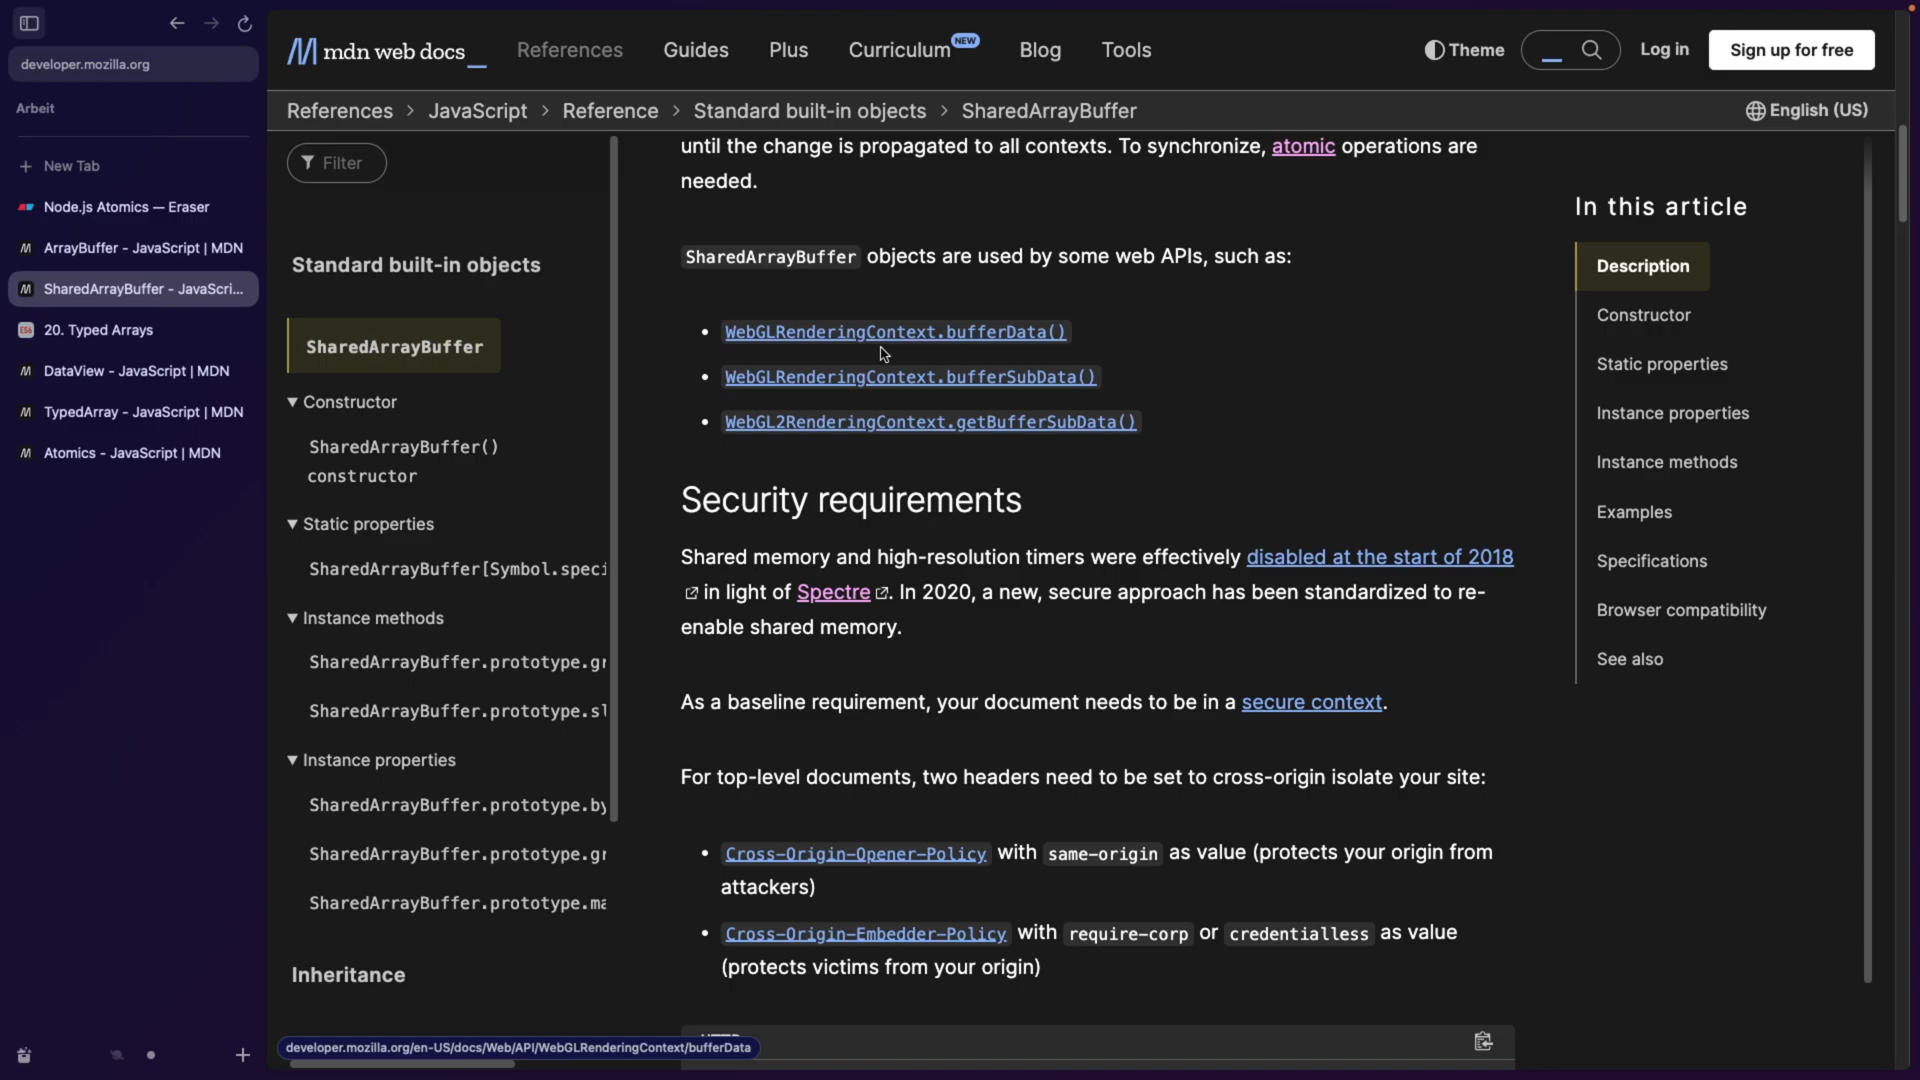 developer.mozilla.org
Arbeit
New Tab
Node.js Atomics — Eraser
ArrayBuffer - JavaScript | MDN
SharedArrayBuffer - JavaScri...
20. Typed Arrays
DataView - JavaScript | MDN
TypedArray - JavaScript | MDN
Atomics - JavaScript | MDN
mdn web docs_ References Guides Plus Curriculum NEW Blog Tools Theme Log in Sign up for free
References > JavaScript > Reference > Standard built-in objects > SharedArrayBuffer English (US)
Filter
Standard built-in objects
SharedArrayBuffer
▼ Constructor
SharedArrayBuffer()
constructor
▼ Static properties
SharedArrayBuffer[Symbol.speci
▼ Instance methods
SharedArrayBuffer.prototype.gr
SharedArrayBuffer.prototype.sl
▼ Instance properties
SharedArrayBuffer.prototype.by
SharedArrayBuffer.prototype.gr
SharedArrayBuffer.prototype.ma
Inheritance
until the change is propagated to all contexts. To synchronize, atomic operations are
needed.
SharedArrayBuffer objects are used by some web APIs, such as:
• WebGLRenderingContext.bufferData()
• WebGLRenderingContext.bufferSubData()
• WebGL2RenderingContext.getBufferSubData()
Security requirements
Shared memory and high-resolution timers were effectively disabled at the start of 2018
in light of Spectre. In 2020, a new, secure approach has been standardized to re-
enable shared memory.
As a baseline requirement, your document needs to be in a secure context.
For top-level documents, two headers need to be set to cross-origin isolate your site:
• Cross-Origin-Opener-Policy with same-origin as value (protects your origin from
attackers)
• Cross-Origin-Embedder-Policy with require-corp or credentialless as value
(protects victims from your origin)
HTTP
In this article
Description
Constructor
Static properties
Instance properties
Instance methods
Examples
Specifications
Browser compatibility
See also
developer.mozilla.org/en-US/docs/Web/API/WebGLRenderingContext/bufferData